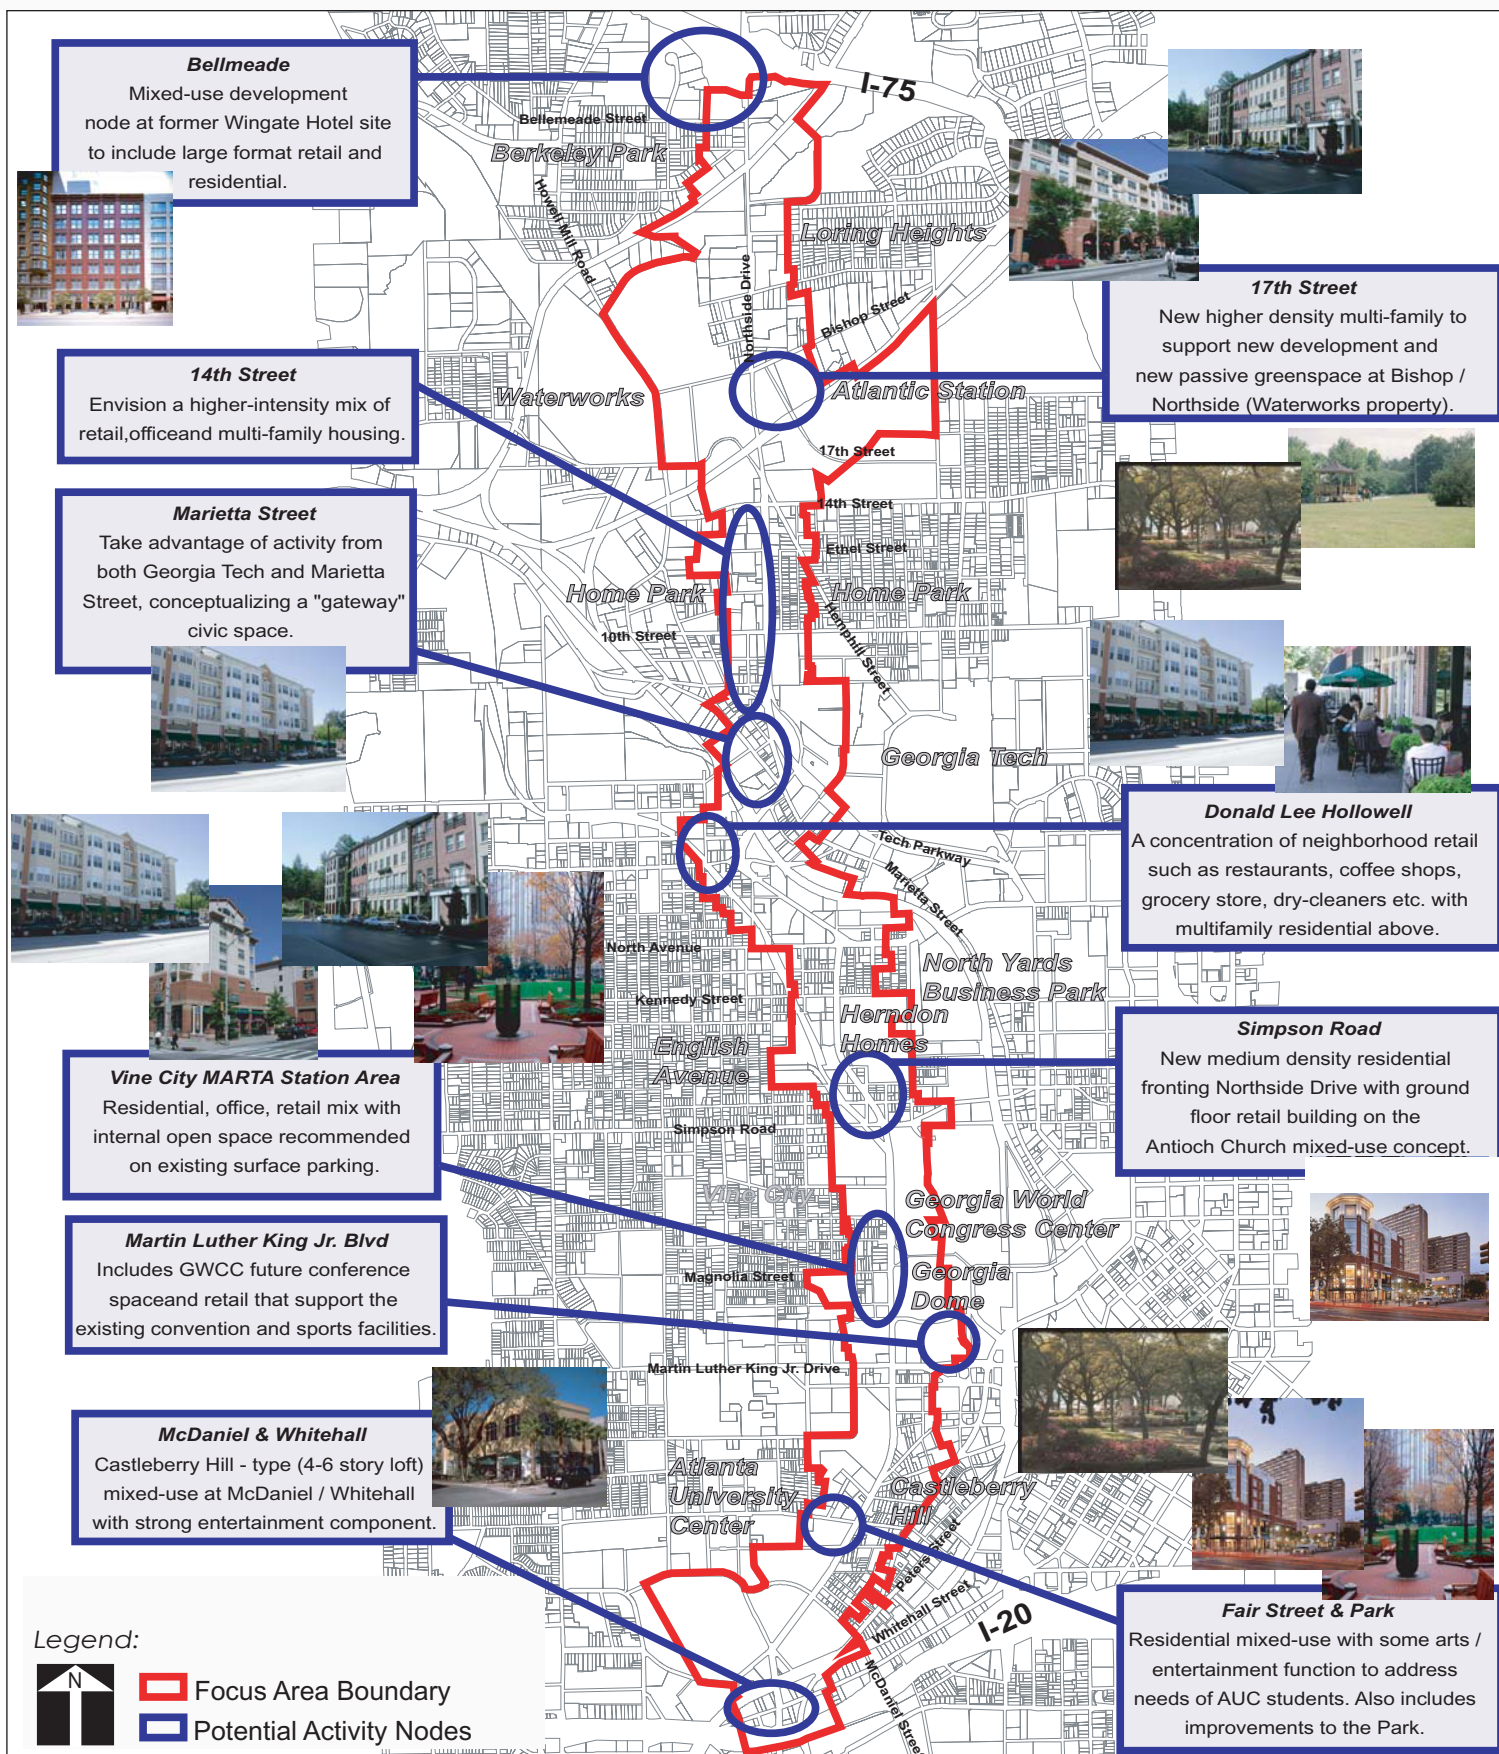 Bellmeade
Mixed-use development
node at former Wingate Hotel site
to include large format retail and
residential.
I-75
Bellemeade Street
Berkeley Park
Howell Mill Road
Loring Heights
Northside Drive
Bishop Street
17th Street
New higher density multi-family to
support new development and
new passive greenspace at Bishop /
Northside (Waterworks property).
14th Street
Envision a higher-intensity mix of
retail,officeand multi-family housing.
Waterworks
Atlantic Station
17th Street
14th Street
Ethel Street
Marietta Street
Take advantage of activity from
both Georgia Tech and Marietta
Street, conceptualizing a "gateway"
civic space.
Home Park
Home Park
10th Street
Hemphill Street
Georgia Tech
Donald Lee Hollowell
A concentration of neighborhood retail
such as restaurants, coffee shops,
grocery store, dry-cleaners etc. with
multifamily residential above.
Tech Parkway
Marietta Street
North Avenue
Kennedy Street
North Yards
Business Park
Herndon
Homes
English
Avenue
Simpson Road
New medium density residential
fronting Northside Drive with ground
floor retail building on the
Antioch Church mixed-use concept.
Vine City MARTA Station Area
Residential, office, retail mix with
internal open space recommended
on existing surface parking.
Simpson Road
Vine City
Georgia World
Congress Center
Martin Luther King Jr. Blvd
Includes GWCC future conference
spaceand retail that support the
existing convention and sports facilities.
Magnolia Street
Georgia
Dome
Martin Luther King Jr. Drive
McDaniel & Whitehall
Castleberry Hill - type (4-6 story loft)
mixed-use at McDaniel / Whitehall
with strong entertainment component.
Atlanta
University
Center
Castleberry
Hill
Peters Street
Whitehall Street
I-20
McDaniel Street
Fair Street & Park
Residential mixed-use with some arts /
entertainment function to address
needs of AUC students. Also includes
improvements to the Park.
Legend:
N
Focus Area Boundary
Potential Activity Nodes